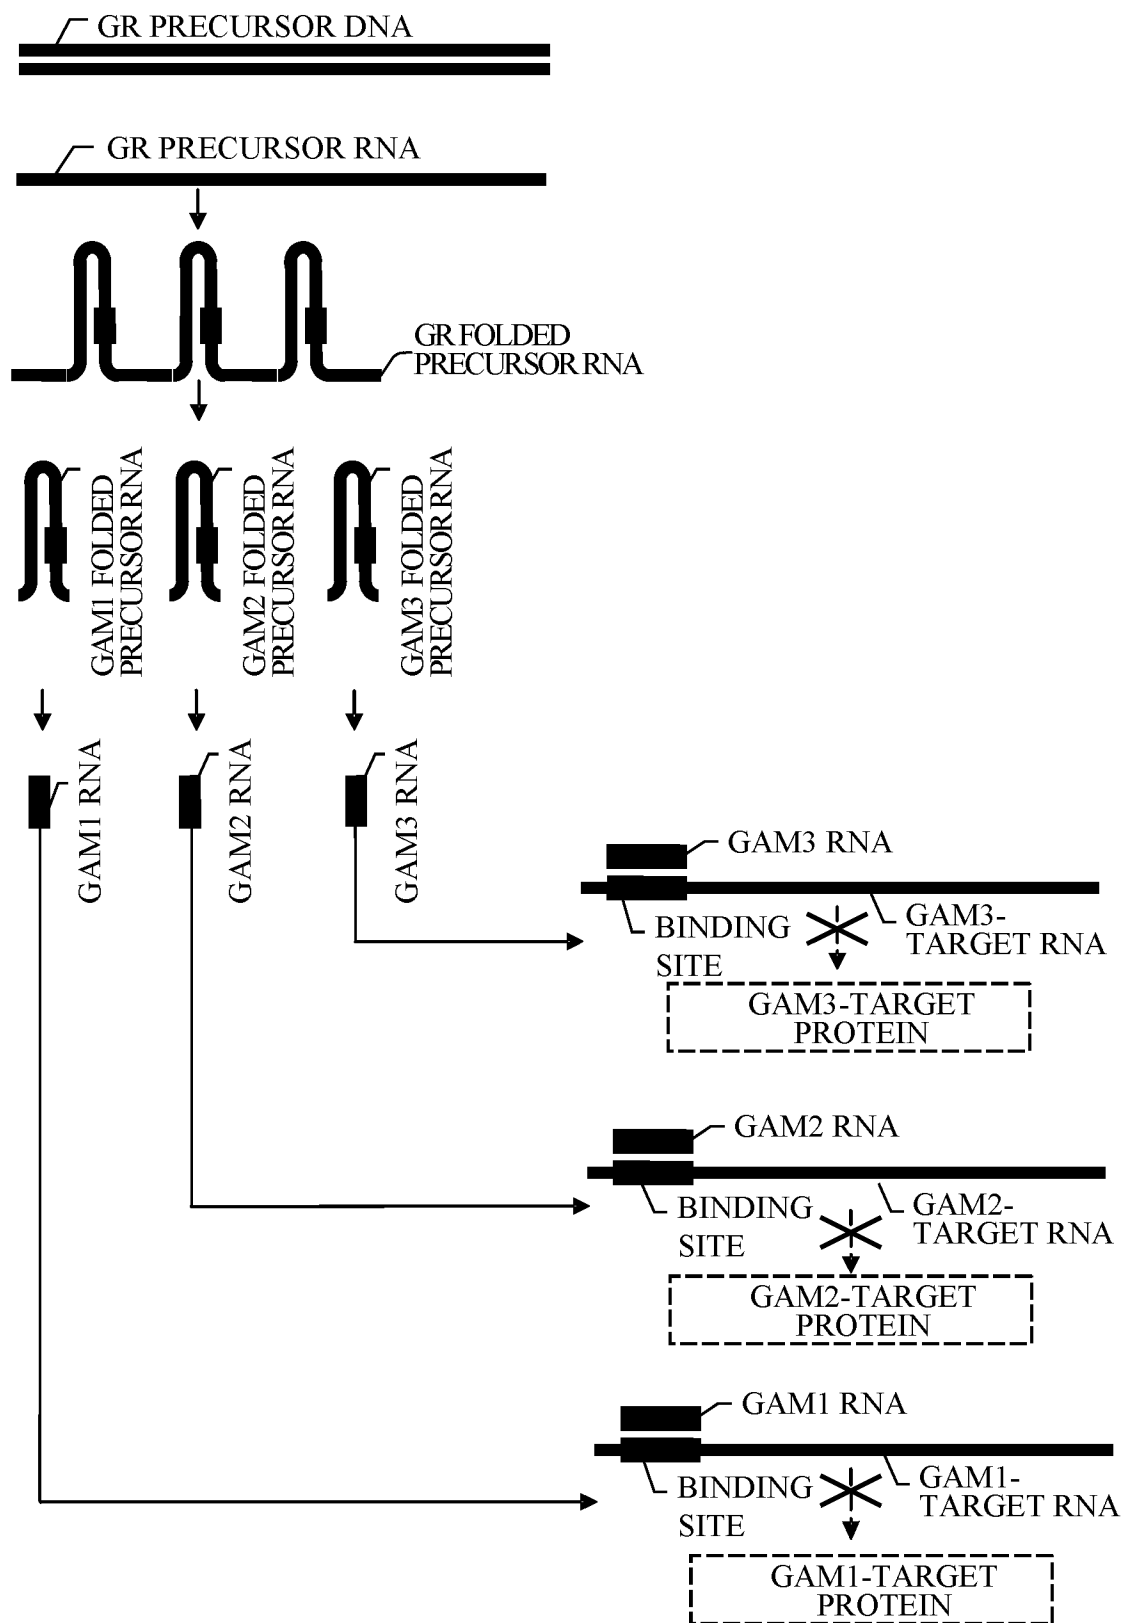 GR PRECURSOR DNA
GR PRECURSOR RNA
GR FOLDED
PRECURSOR RNA
GAM1 FOLDED
PRECURSOR RNA
GAM2 FOLDED
PRECURSOR RNA
GAM3 FOLDED
PRECURSOR RNA
GAM1 RNA
GAM2 RNA
GAM3 RNA
GAM3 RNA
BINDING
SITE
GAM3-
TARGET RNA
GAM3-TARGET
PROTEIN
GAM2 RNA
BINDING
SITE
GAM2-
TARGET RNA
GAM2-TARGET
PROTEIN
GAM1 RNA
BINDING
SITE
GAM1-
TARGET RNA
GAM1-TARGET
PROTEIN